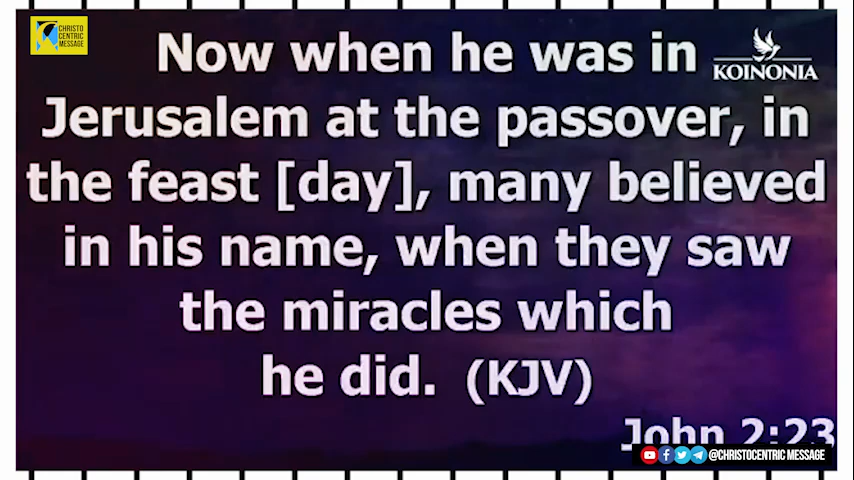 CHRISTO
CENTRIC
MESSAGE
KOINONIA
Now when he was in
Jerusalem at the passover, in
the feast [day], many believed
in his name, when they saw
the miracles which
he did. (KJV)
John 2:23
@CHRISTOCENTRIC MESSAGE